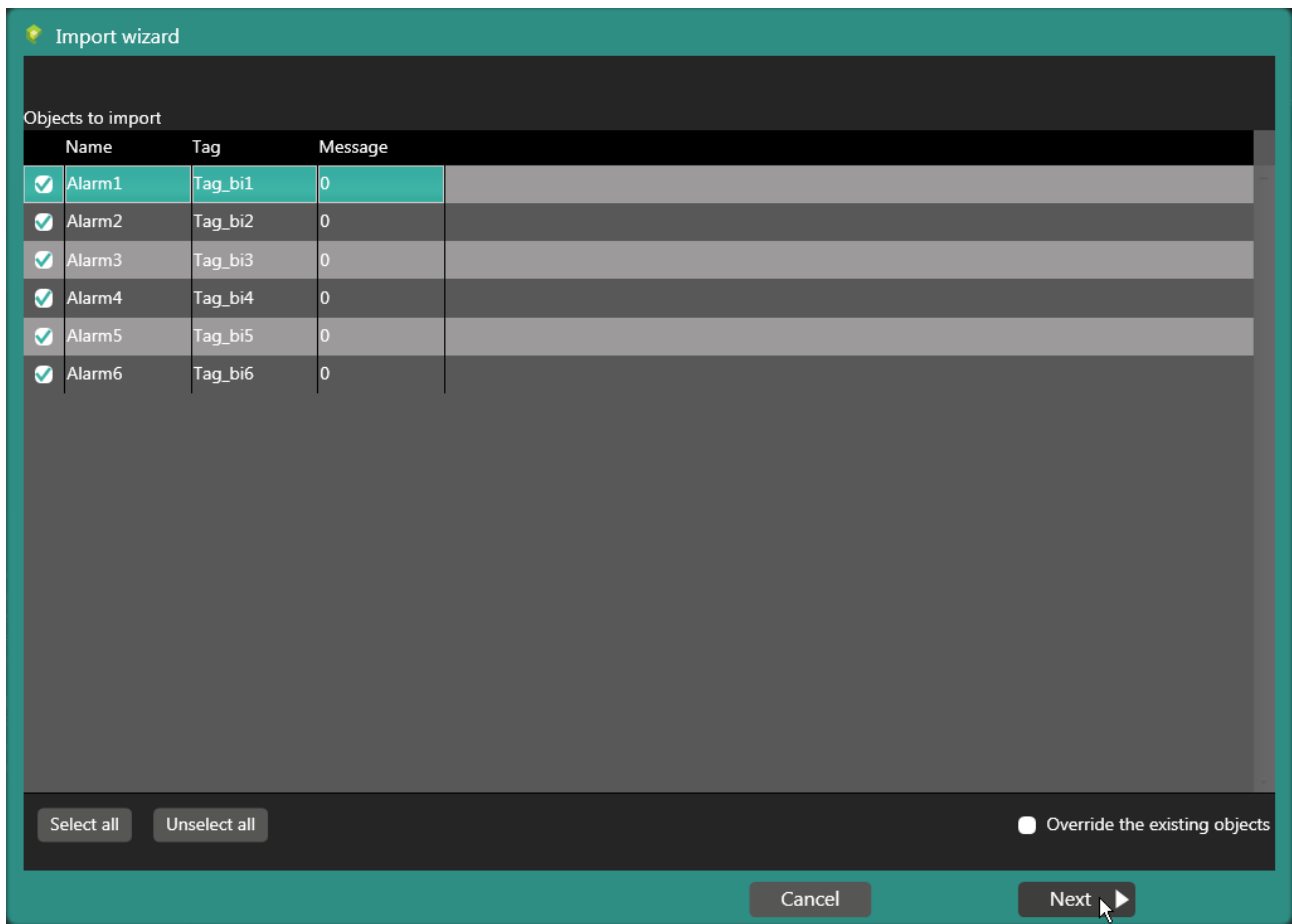 Import wizard
Objects to import
Name Tag Message
Alarm1 Tag_bi1 0
Alarm2 Tag_bi2 0
Alarm3 Tag_bi3 0
Alarm4 Tag_bi4 0
Alarm5 Tag_bi5 0
Alarm6 Tag_bi6 0
Select all Unselect all Override the existing objects
Cancel Next